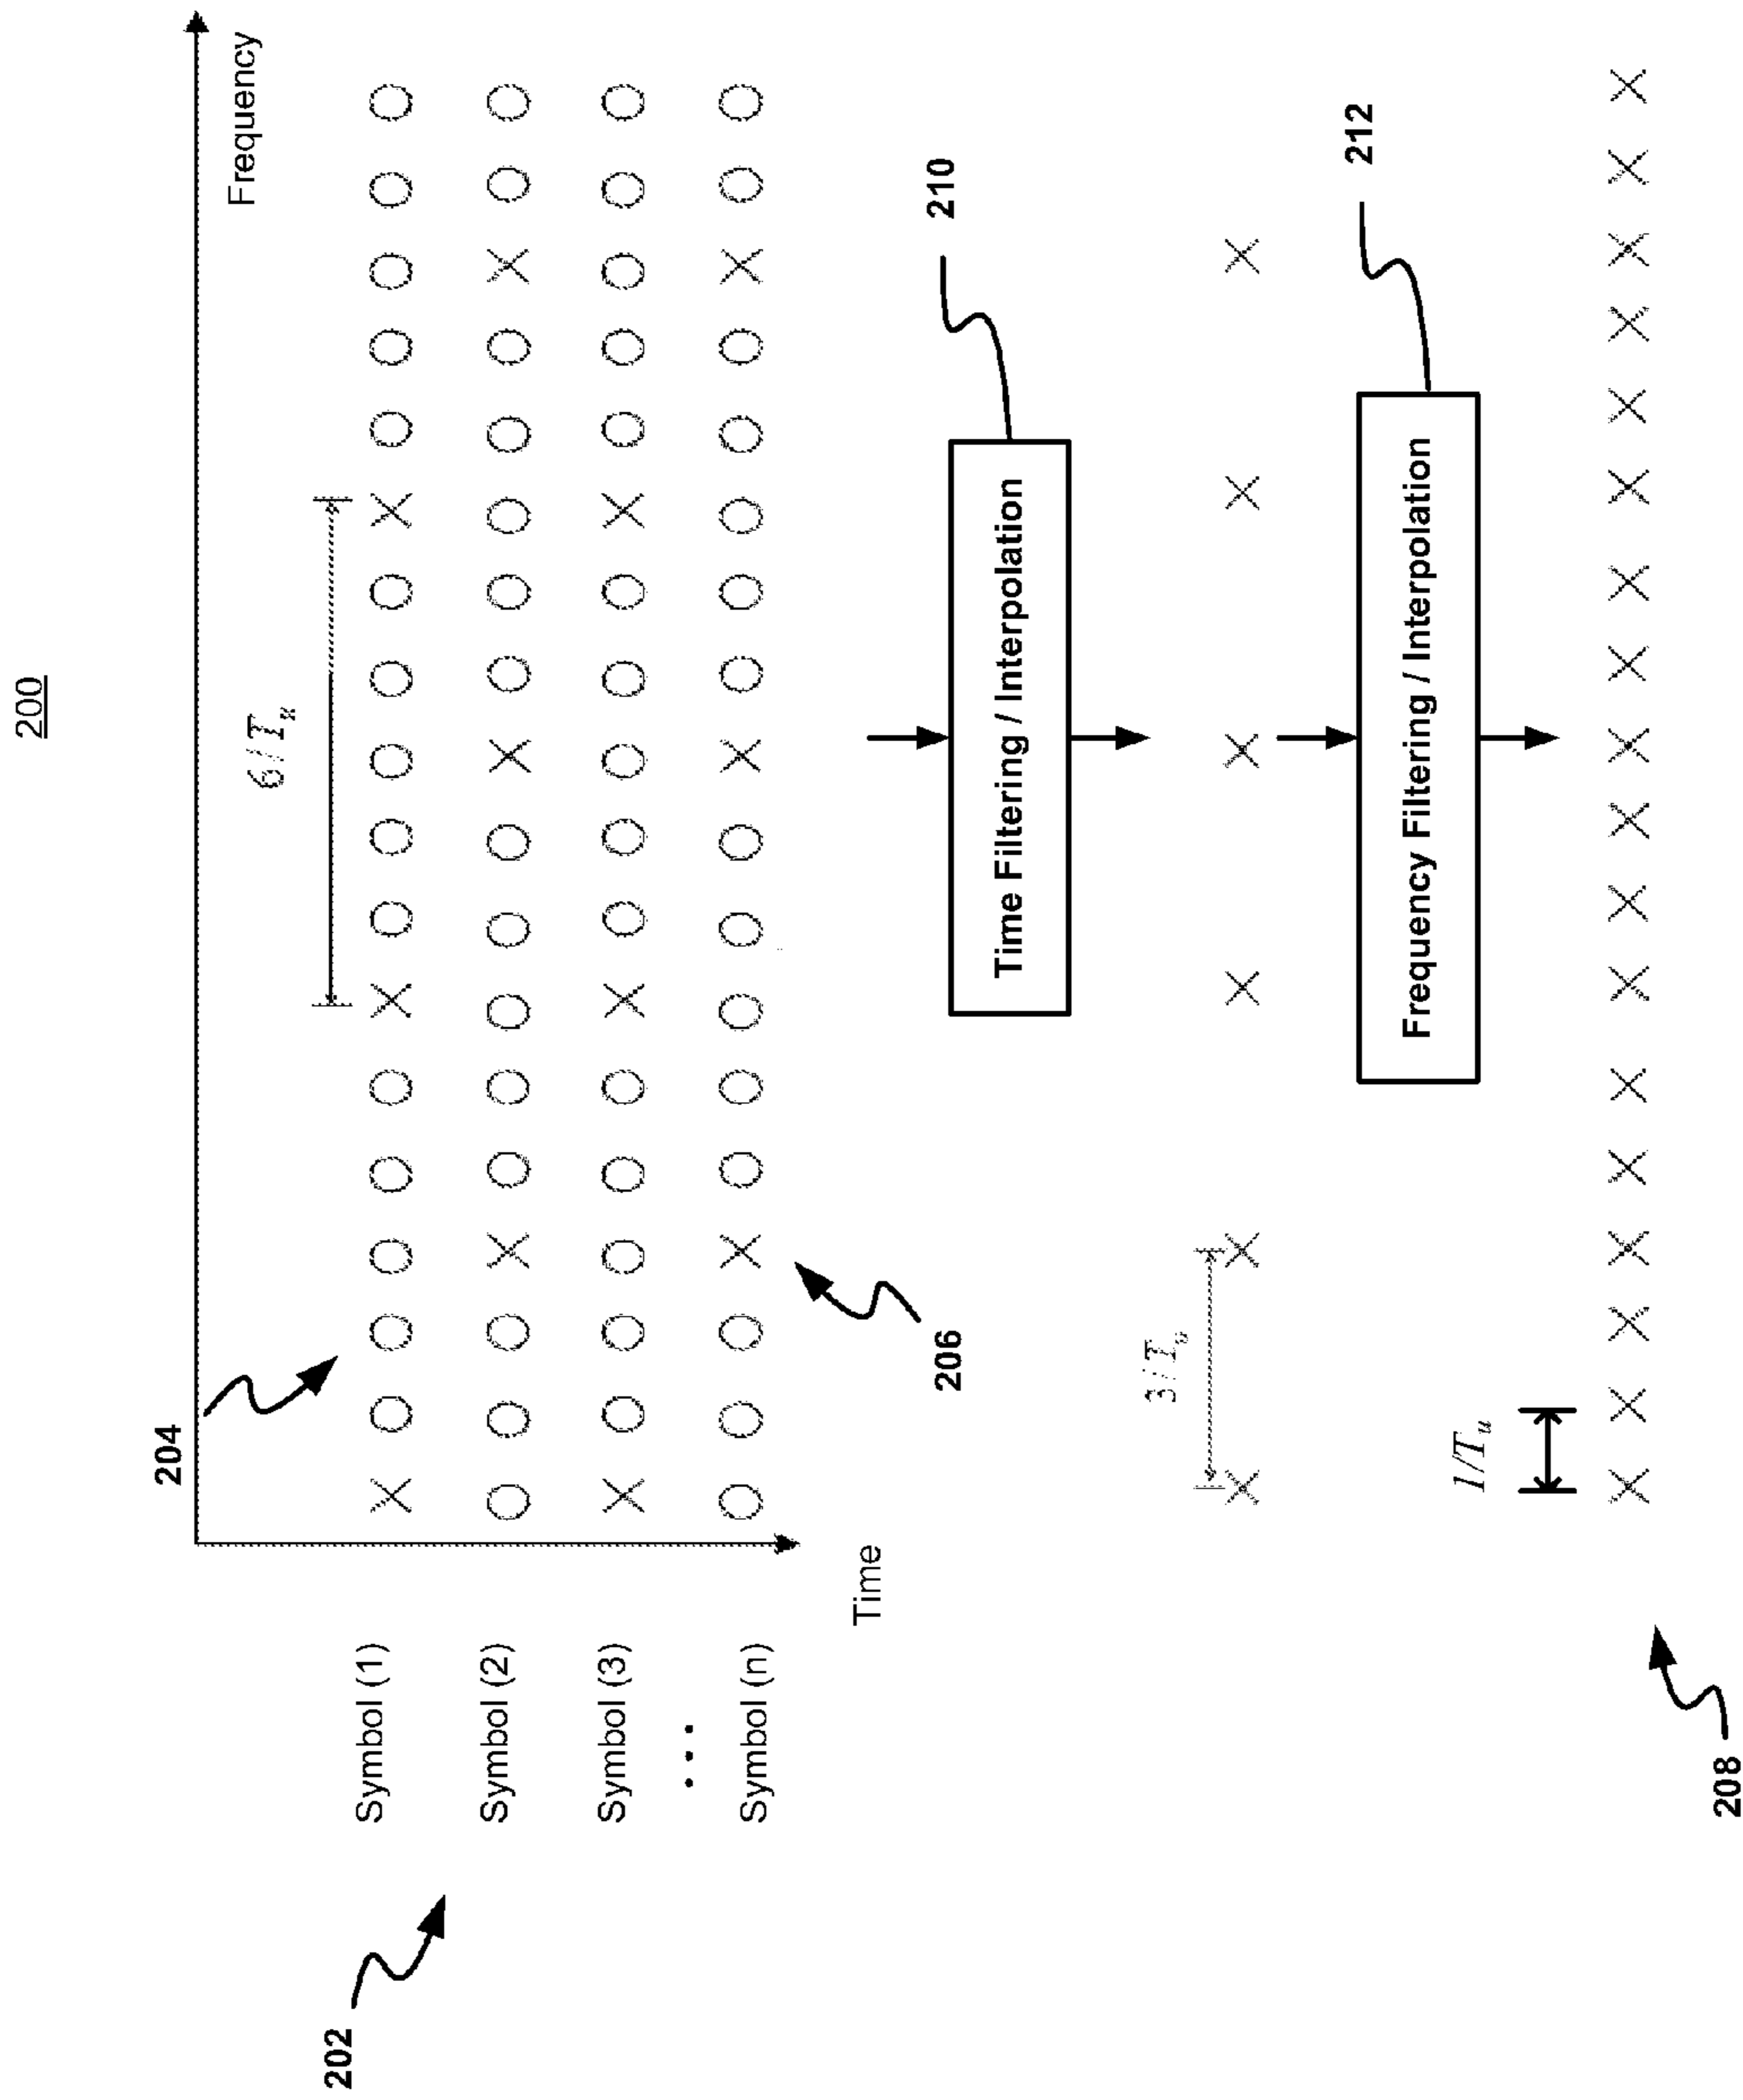 200
204
Frequency
6/T_u
Symbol (1)
Symbol (2)
Symbol (3)
...
Symbol (n)
Time
202
206
210
Time Filtering / Interpolation
3/T_u
212
Frequency Filtering / Interpolation
1/T_u
208